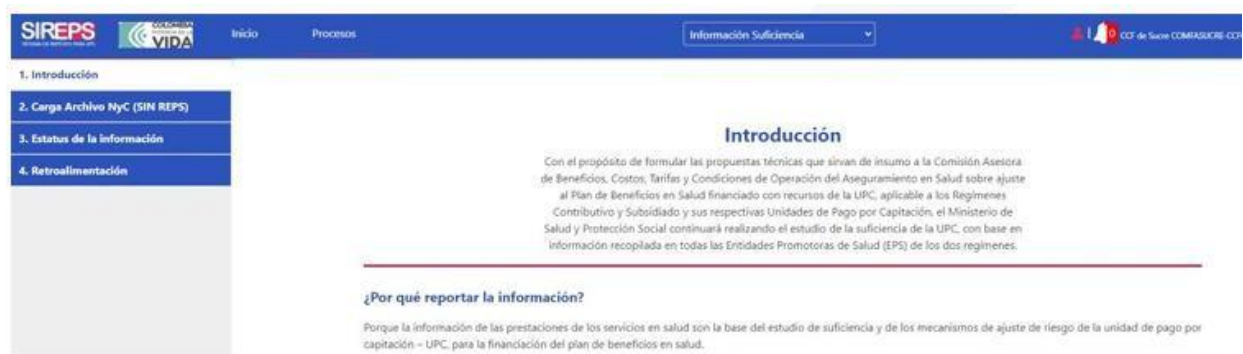 SIREPS
COLOMBIA
POTENCIA DE LA
VIDA
Inicio
Procesos
Información Suficiencia
0
CCF de Sucre COMFASUCRE-CCF
1. Introducción
2. Carga Archivo NyC (SIN REPS)
3. Estatus de la información
4. Retroalimentación
Introducción
Con el propósito de formular las propuestas técnicas que sirvan de insumo a la Comisión Asesora
de Beneficios, Costos, Tarifas y Condiciones de Operación del Aseguramiento en Salud sobre ajuste
al Plan de Beneficios en Salud financiado con recursos de la UPC, aplicable a los Regímenes
Contributivo y Subsidiado y sus respectivas Unidades de Pago por Capitación, el Ministerio de
Salud y Protección Social continuará realizando el estudio de la suficiencia de la UPC, con base en
información recopilada en todas las Entidades Promotoras de Salud (EPS) de los dos regímenes.
¿Por qué reportar la información?
Porque la información de las prestaciones de los servicios en salud son la base del estudio de suficiencia y de los mecanismos de ajuste de riesgo de la unidad de pago por
capitación – UPC, para la financiación del plan de beneficios en salud.